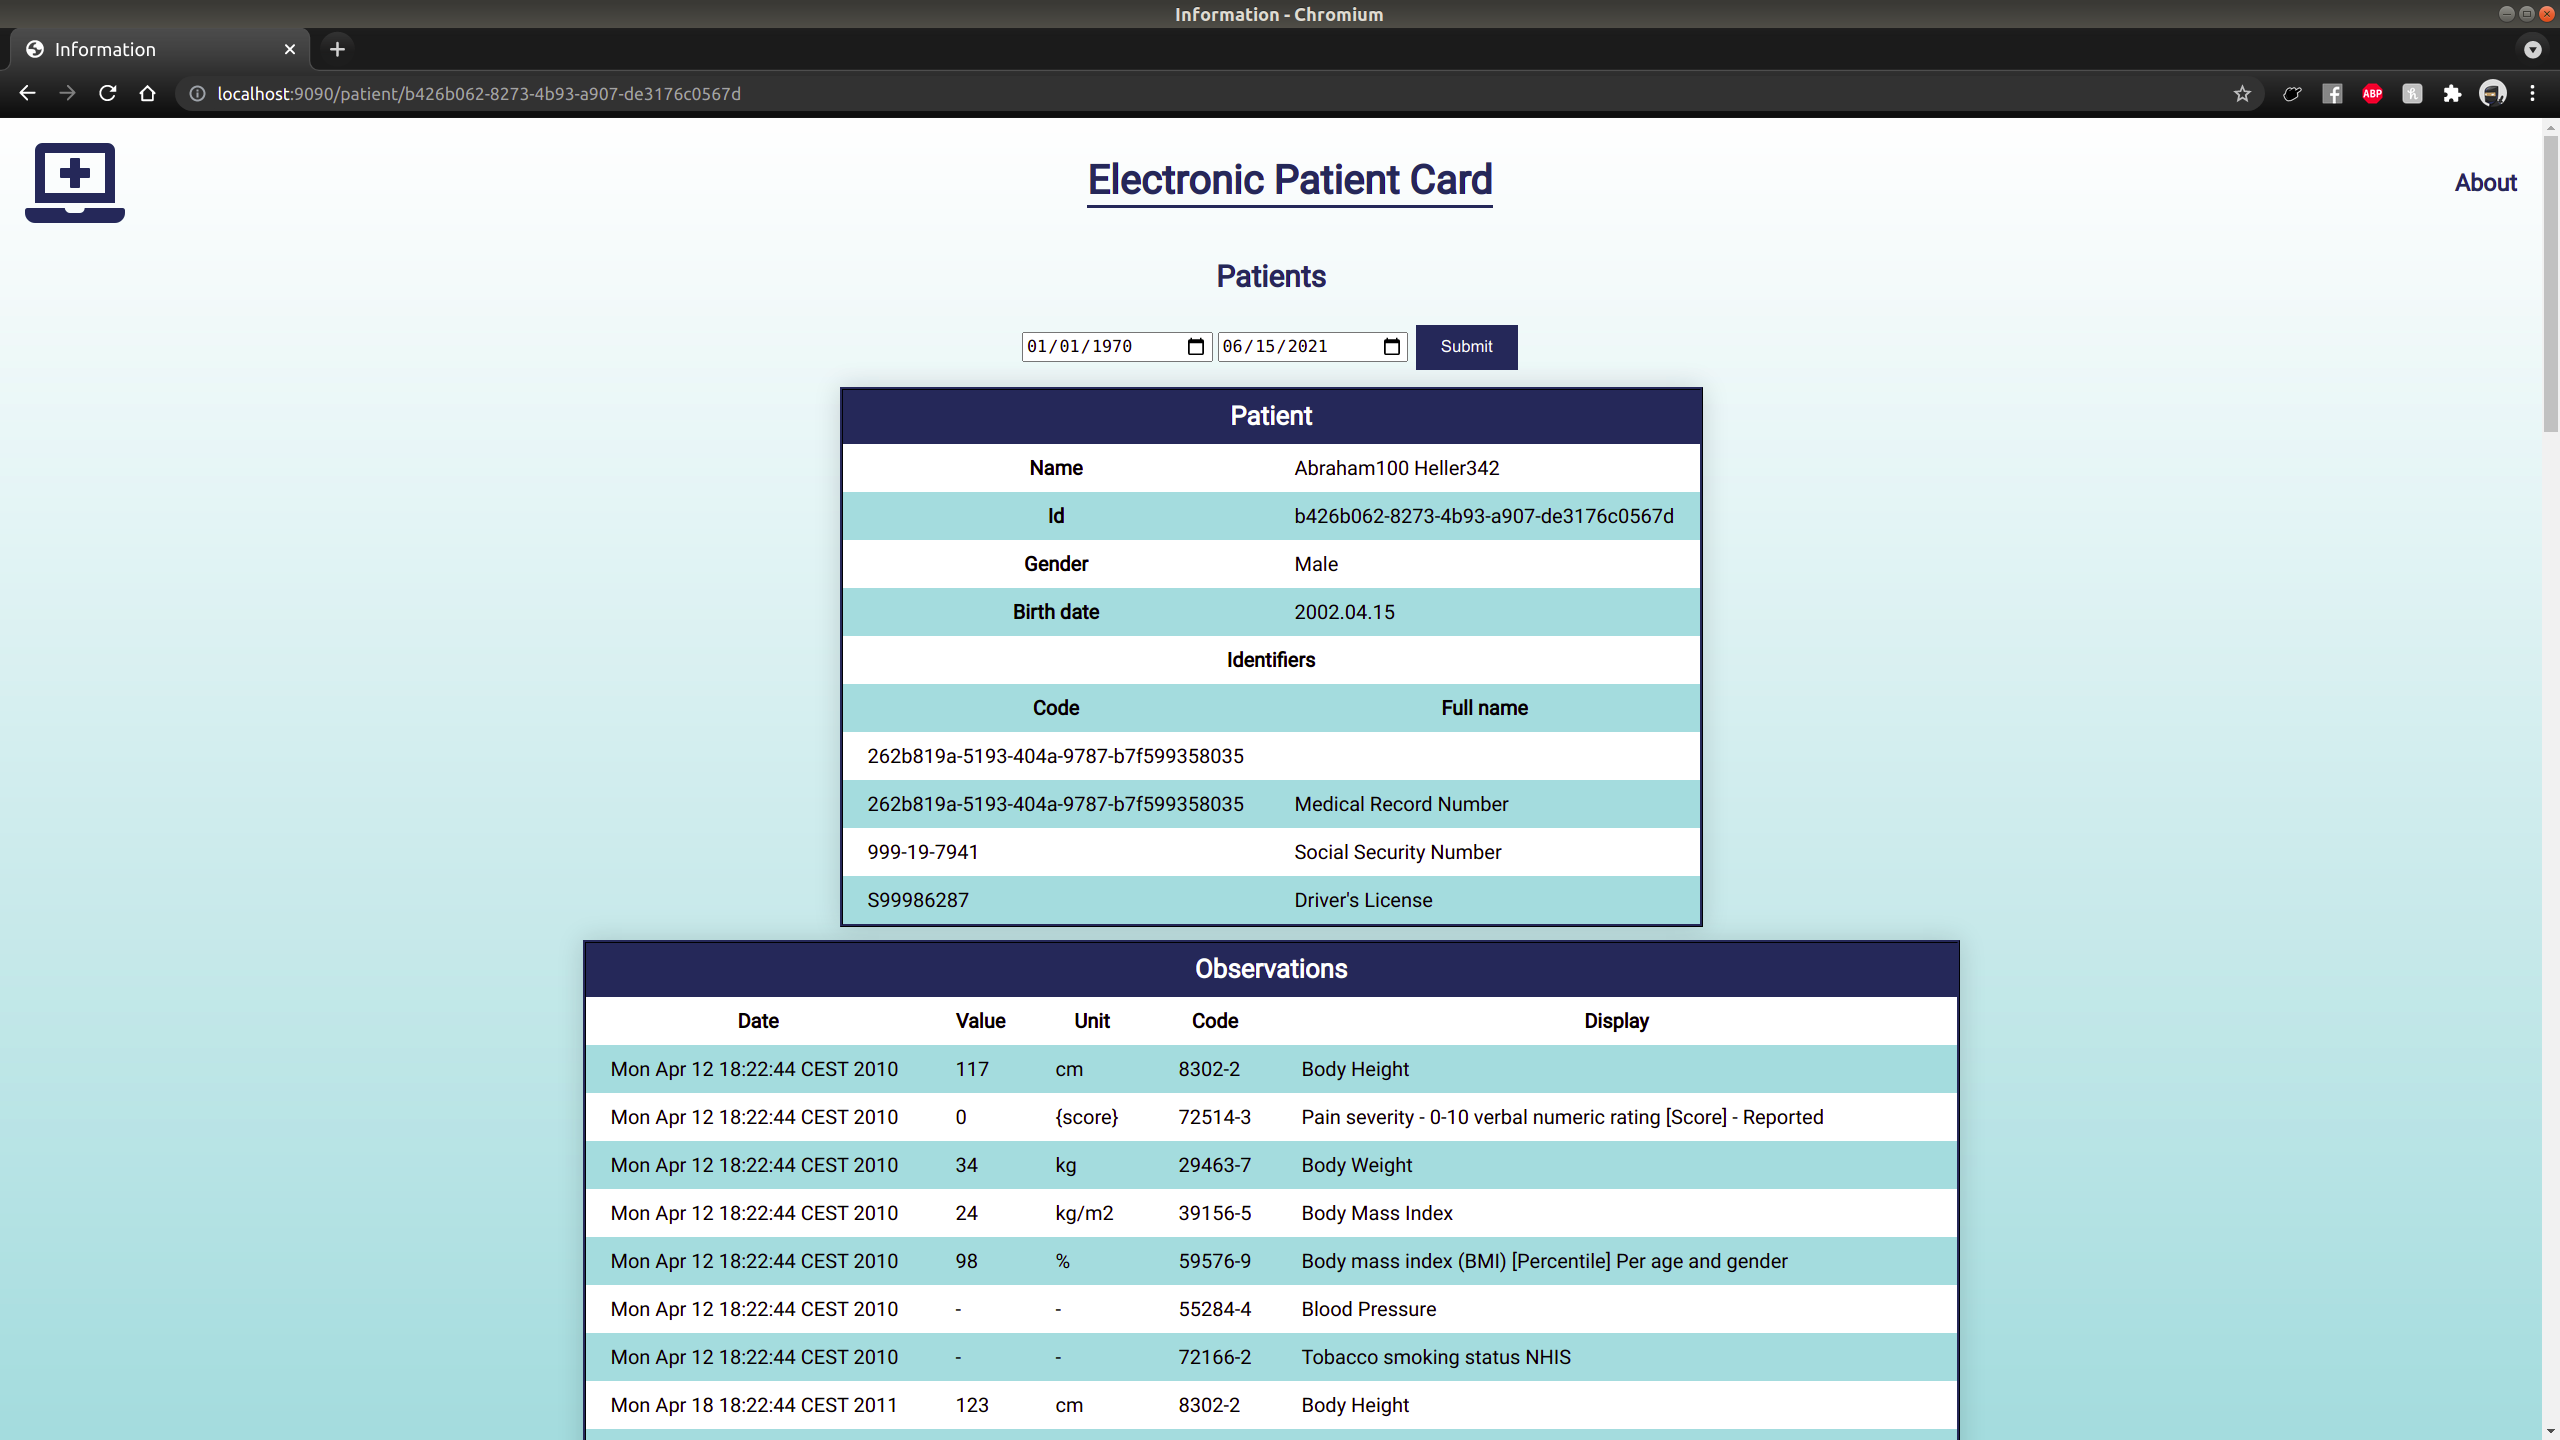 Information - Chromium
Information
localhost:9090/patient/b426b062-8273-4b93-a907-de3176c0567d
ABP
Electronic Patient Card
About
Patients
01/01/1970 06/15/2021 Submit
Patient
Name Abraham100 Heller342
Id b426b062-8273-4b93-a907-de3176c0567d
Gender Male
Birth date 2002.04.15
Identifiers
Code Full name
262b819a-5193-404a-9787-b7f599358035
262b819a-5193-404a-9787-b7f599358035 Medical Record Number
999-19-7941 Social Security Number
S99986287 Driver's License
Observations
Date Value Unit Code Display
Mon Apr 12 18:22:44 CEST 2010 117 cm 8302-2 Body Height
Mon Apr 12 18:22:44 CEST 2010 0 {score} 72514-3 Pain severity - 0-10 verbal numeric rating [Score] - Reported
Mon Apr 12 18:22:44 CEST 2010 34 kg 29463-7 Body Weight
Mon Apr 12 18:22:44 CEST 2010 24 kg/m2 39156-5 Body Mass Index
Mon Apr 12 18:22:44 CEST 2010 98 % 59576-9 Body mass index (BMI) [Percentile] Per age and gender
Mon Apr 12 18:22:44 CEST 2010 - - 55284-4 Blood Pressure
Mon Apr 12 18:22:44 CEST 2010 - - 72166-2 Tobacco smoking status NHIS
Mon Apr 18 18:22:44 CEST 2011 123 cm 8302-2 Body Height